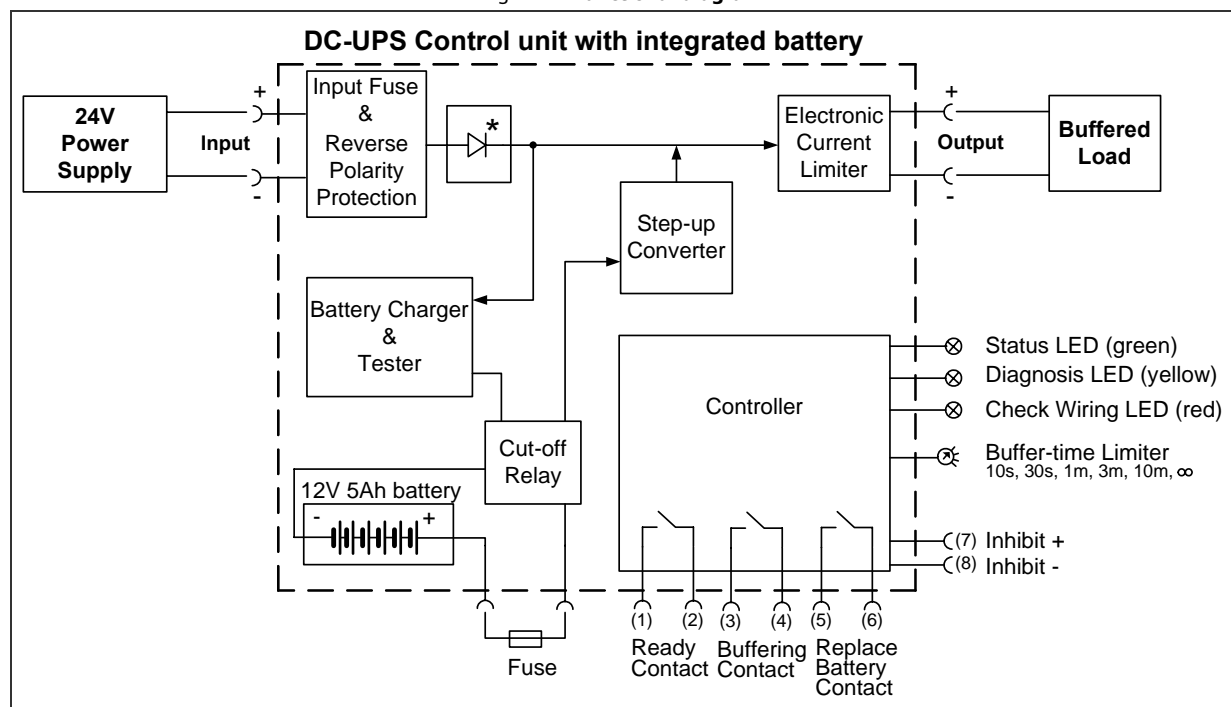 DC-UPS Control unit with integrated battery
24V
Power
Supply
Input
+
-
Input Fuse
&
Reverse
Polarity
Protection
*
Electronic
Current
Limiter
+
Output
-
Buffered
Load
Step-up
Converter
Battery Charger
&
Tester
Cut-off
Relay
12V 5Ah battery
- +
Fuse
Controller
Status LED (green)
Diagnosis LED (yellow)
Check Wiring LED (red)
Buffer-time Limiter
10s, 30s, 1m, 3m, 10m, ∞
(7) Inhibit +
(8) Inhibit -
(1) (2) (3) (4) (5) (6)
Ready
Contact
Buffering
Contact
Replace
Battery
Contact